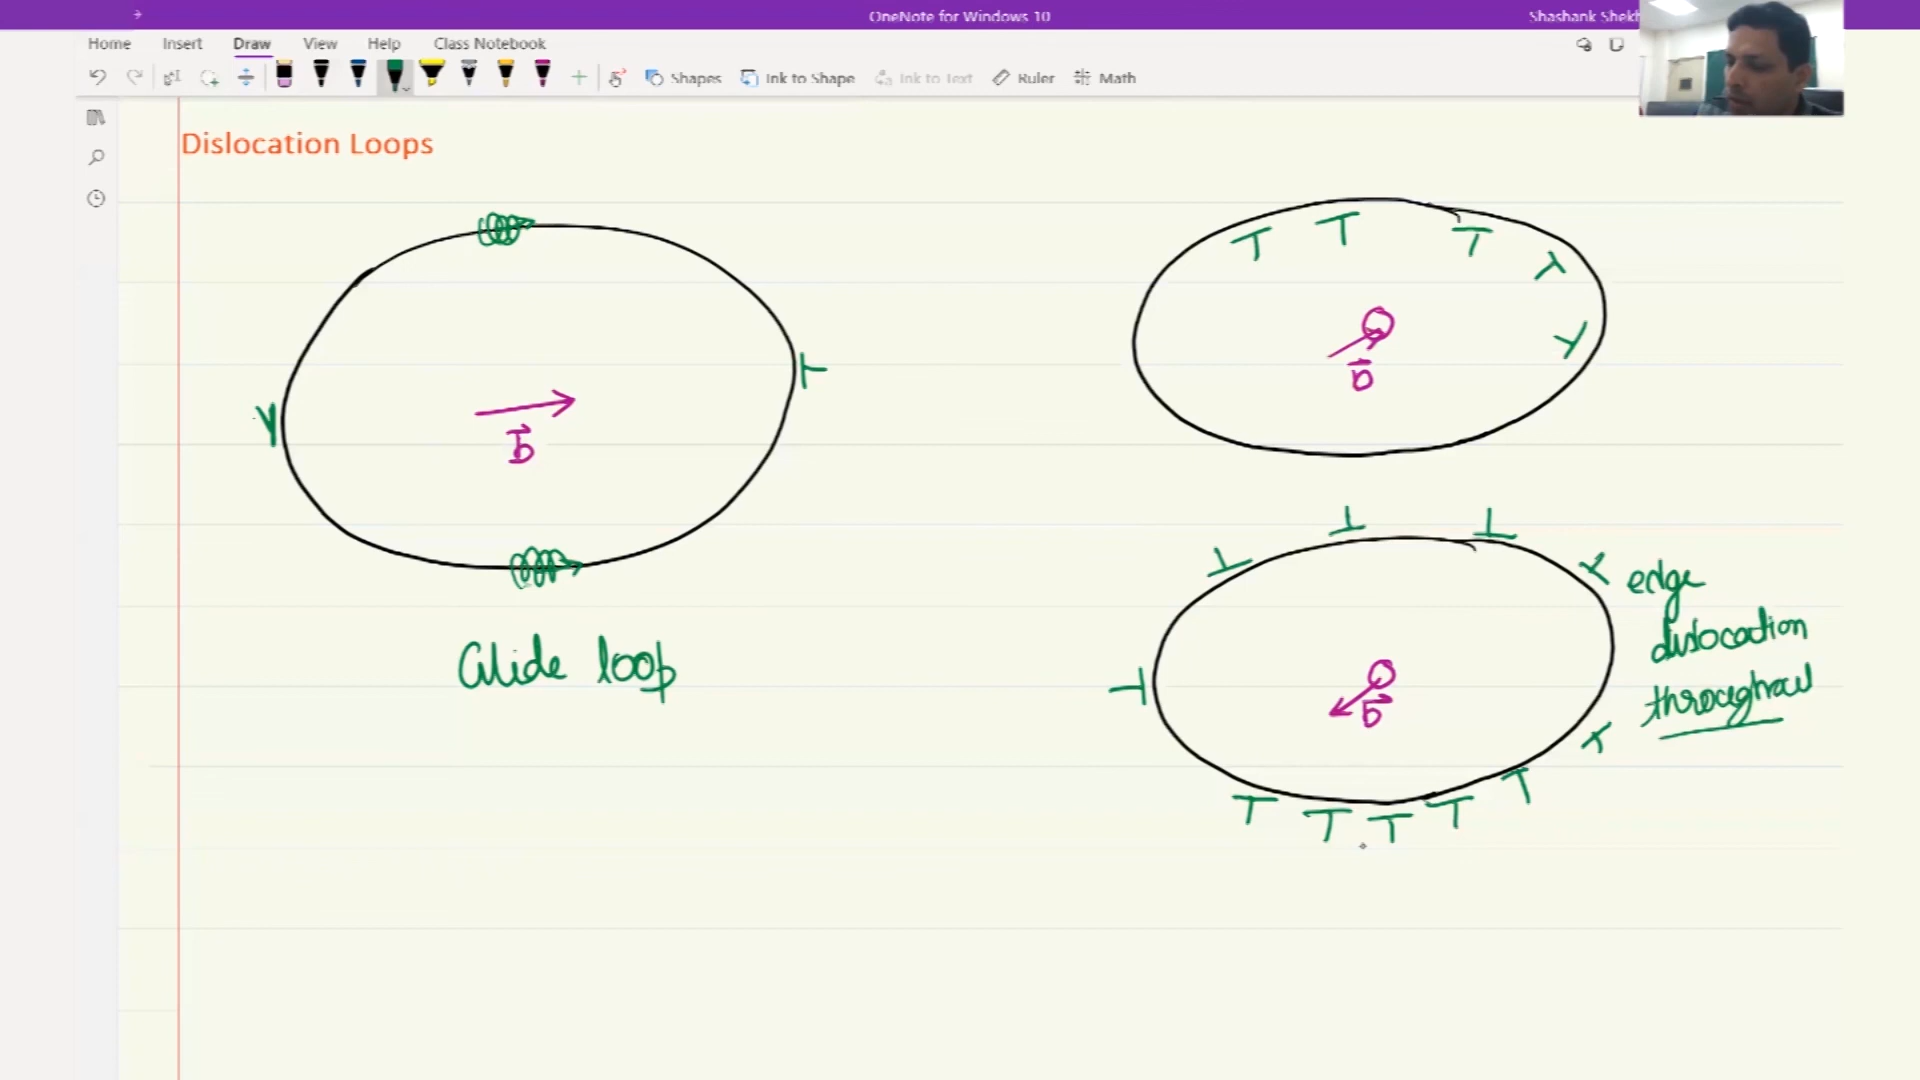 OneNote for Windows 10
Shashank Shekh
Home Insert Draw View Help Class Notebook
Shapes Ink to Shape Ink to Text Ruler Math
Dislocation Loops
b
b
Glide loop
edge
dislocation
throughout
b